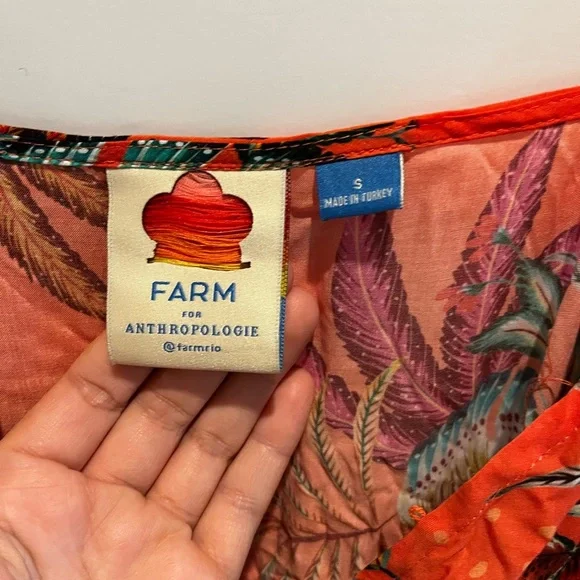 FARM
FOR
ANTHROPOLOGIE
@farmrio
S
MADE IN TURKEY